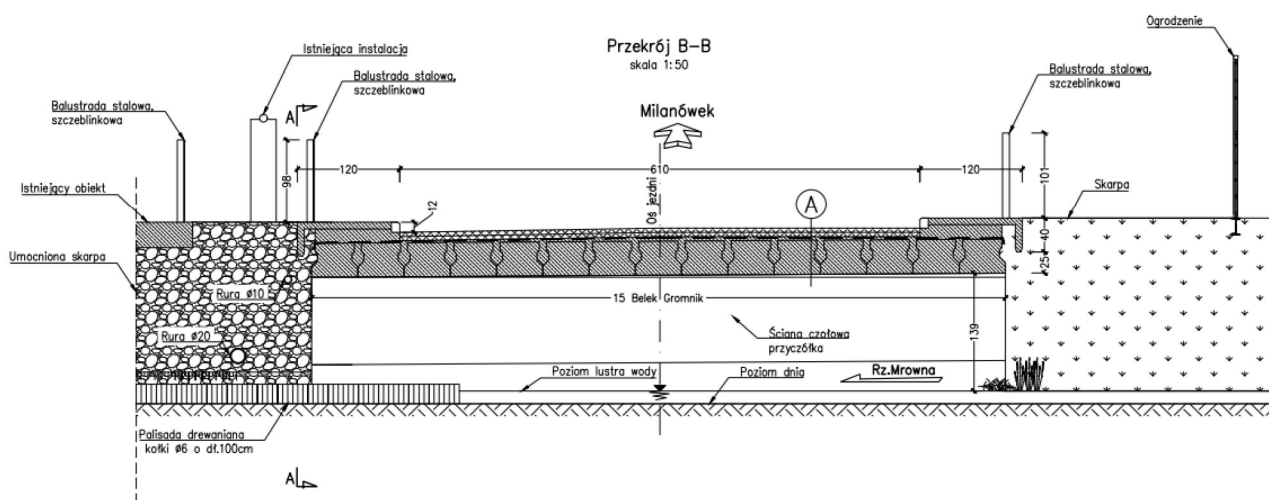 Ogrodzenie
Przekrój B–B
skala 1:50
Istniejąca instalacja
Balustrada stalowa,
szczeblinkowa
Balustrada stalowa,
szczeblinkowa
Balustrada stalowa,
szczeblinkowa
A
Milanówek
98
120
610
120
101
Istniejący obiekt
Oś jezdni
12
A
Skarpa
40
25
Umocniona skarpa
Rura ø10
15 Belek Gromnik
Rura ø20
Ściana czołowa
przyczółka
139
Poziom lustra wody
Poziom dnia
Rz.Mrowna
Palisada drewaniana
kołki ø6 o dł.100cm
A